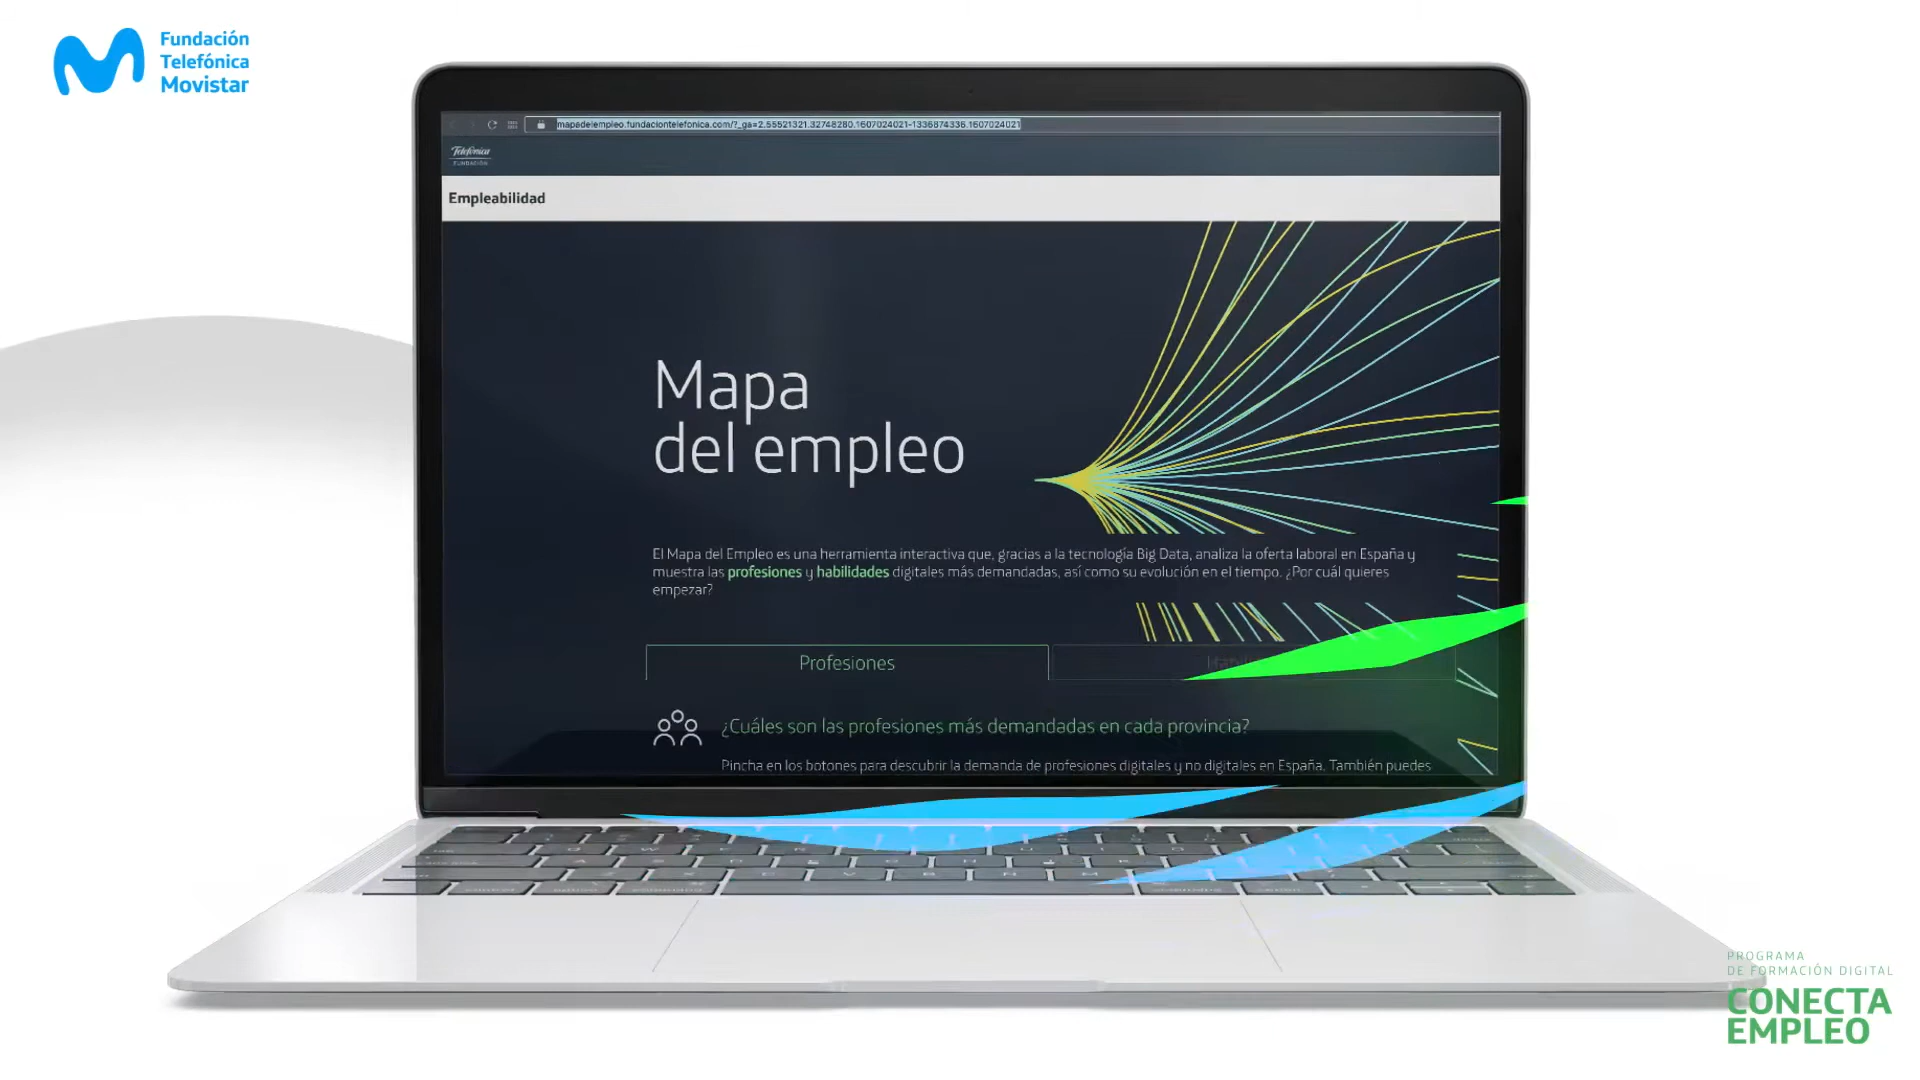 Fundación
Telefónica
Movistar
mapadelempleo.fundaciontelefonica.com/?_ga=2.55521321.32748280.1607024021-1336874336.1607024021
Telefónica
FUNDACIÓN
Empleabilidad
Mapa
del empleo
El Mapa del Empleo es una herramienta interactiva que, gracias a la tecnología Big Data, analiza la oferta laboral en España y
muestra las profesiones y habilidades digitales más demandadas, así como su evolución en el tiempo. ¿Por cuál quieres
empezar?
Profesiones
¿Cuáles son las profesiones más demandadas en cada provincia?
Pincha en los botones para descubrir la demanda de profesiones digitales y no digitales en España. También puedes
PROGRAMA
DE FORMACIÓN DIGITAL
CONECTA
EMPLEO